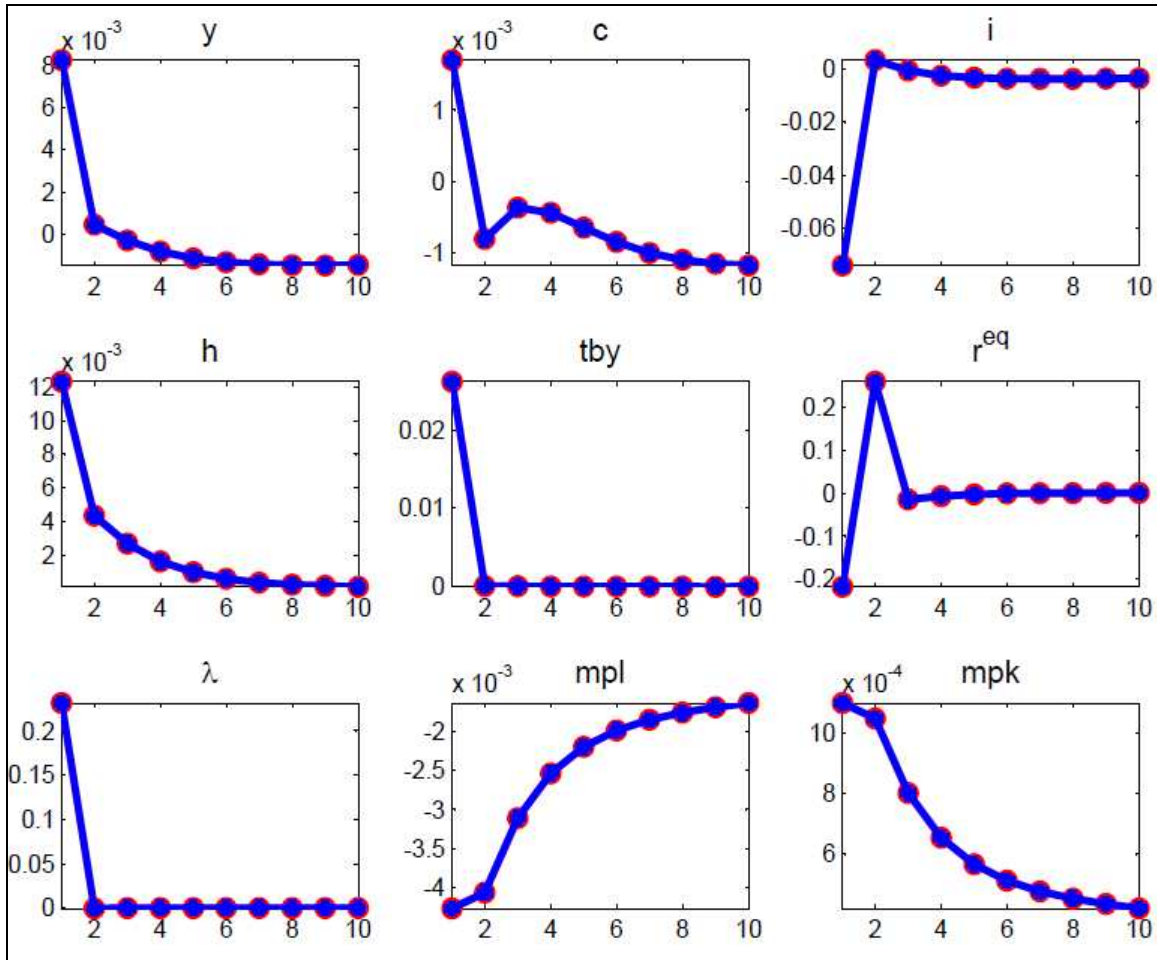 y c i
x 10^-3 x 10^-3
8 6 4 2 0
1 0 -1
0 -0.02 -0.04 -0.06
2 4 6 8 10 2 4 6 8 10 2 4 6 8 10
h tby r^eq
x 10^-3
12 10 8 6 4 2
0.02 0.01 0
0.2 0.1 0 -0.1 -0.2
2 4 6 8 10 2 4 6 8 10 2 4 6 8 10
λ mpl mpk
x 10^-3 x 10^-4
0.2 0.15 0.1 0.05 0
-2 -2.5 -3 -3.5 -4
10 8 6
2 4 6 8 10 2 4 6 8 10 2 4 6 8 10